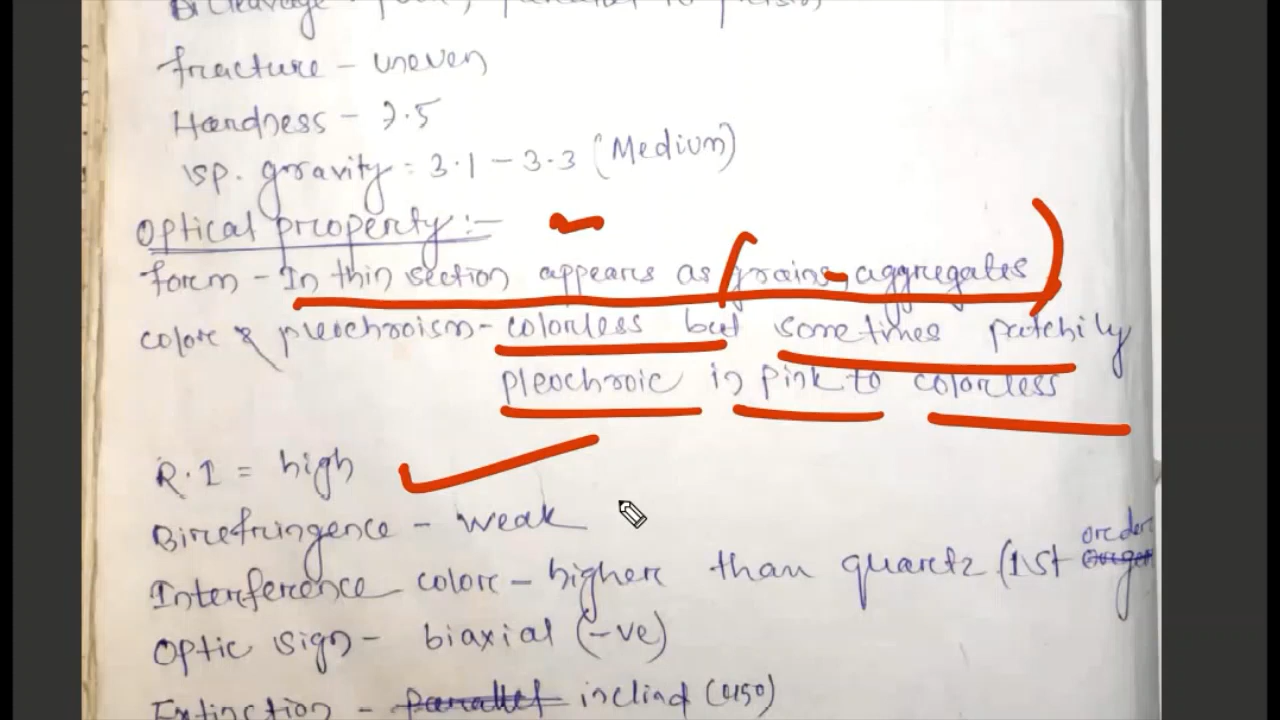 Cleavage -
fracture - uneven
Hardness - 7.5
sp. gravity = 3.1 - 3.3 (Medium)
Optical property :-
form - In thin section appears as grains, aggregates
color & pleochroism - colorless but sometimes patchily
pleochroic in pink to colorless
R.I = high
Birefringence - weak
order
Interference color - higher than quartz (1st
Optic sign - biaxial (-ve)
Extinction - parallel inclind